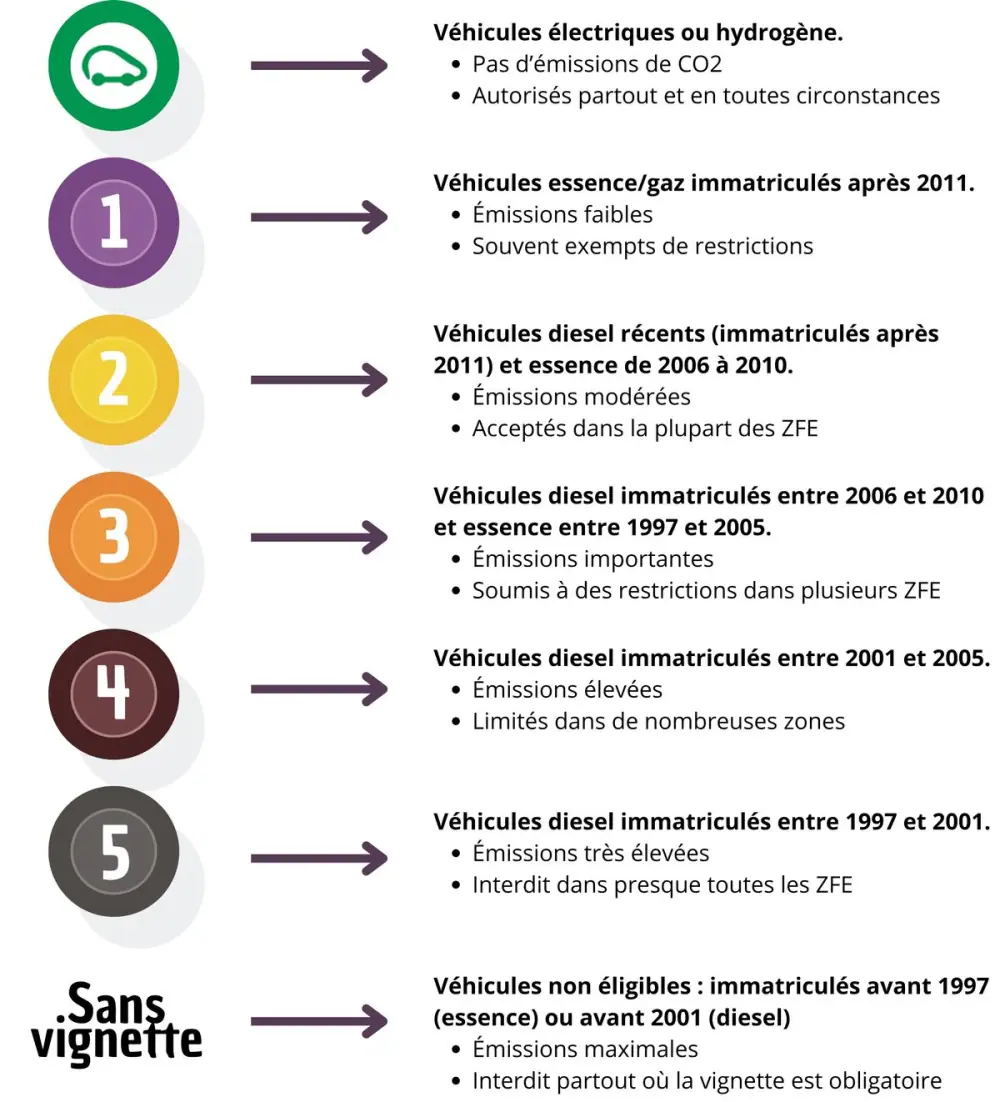 Véhicules électriques ou hydrogène.
• Pas d’émissions de CO2
• Autorisés partout et en toutes circonstances
1
Véhicules essence/gaz immatriculés après 2011.
• Émissions faibles
• Souvent exempts de restrictions
2
Véhicules diesel récents (immatriculés après
2011) et essence de 2006 à 2010.
• Émissions modérées
• Acceptés dans la plupart des ZFE
3
Véhicules diesel immatriculés entre 2006 et 2010
et essence entre 1997 et 2005.
• Émissions importantes
• Soumis à des restrictions dans plusieurs ZFE
4
Véhicules diesel immatriculés entre 2001 et 2005.
• Émissions élevées
• Limités dans de nombreuses zones
5
Véhicules diesel immatriculés entre 1997 et 2001.
• Émissions très élevées
• Interdit dans presque toutes les ZFE
.Sans
vignette
Véhicules non éligibles : immatriculés avant 1997
(essence) ou avant 2001 (diesel)
• Émissions maximales
• Interdit partout où la vignette est obligatoire